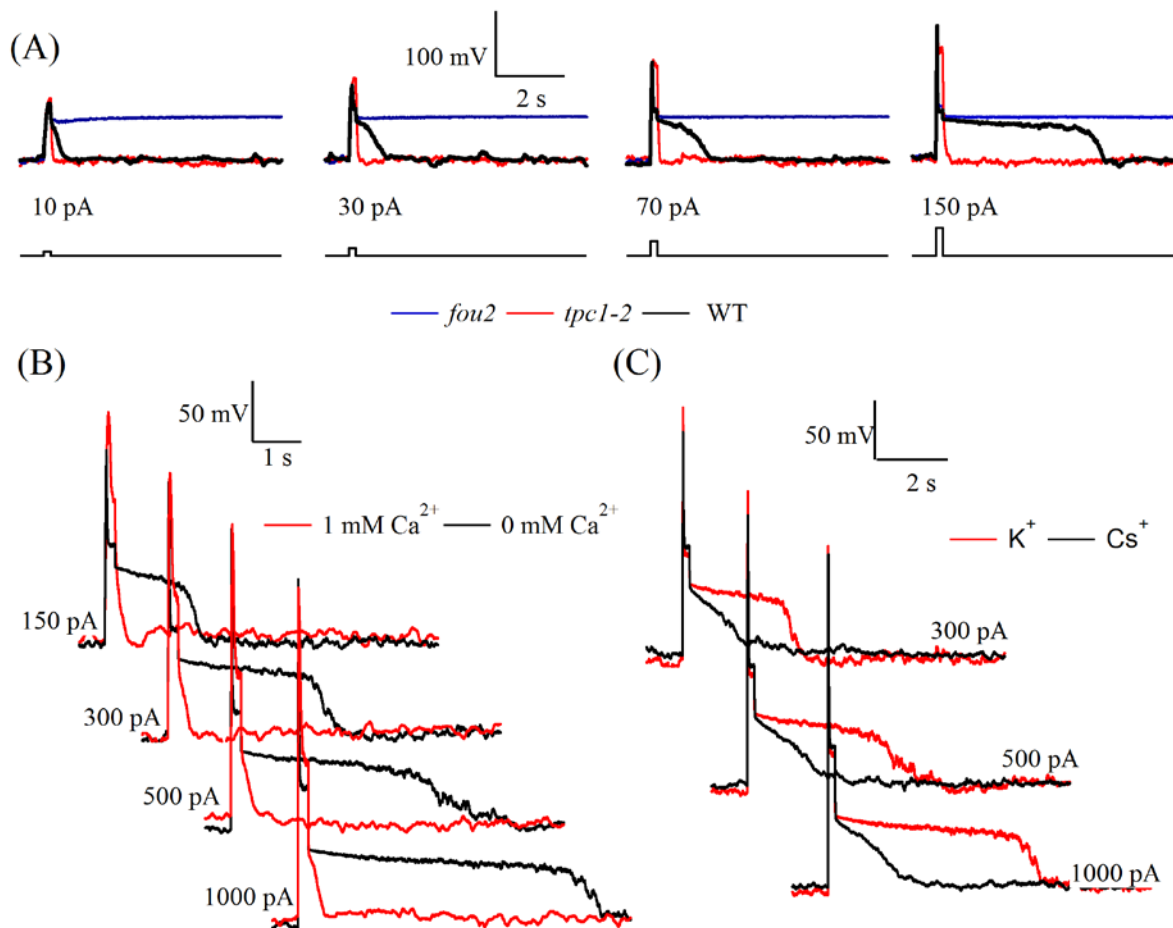 (A)
100 mV
2 s
10 pA
30 pA
70 pA
150 pA
fou2 tpc1-2 WT
(B)
50 mV
1 s
1 mM Ca²⁺ 0 mM Ca²⁺
150 pA
300 pA
500 pA
1000 pA
(C)
50 mV
2 s
K⁺ Cs⁺
300 pA
500 pA
1000 pA